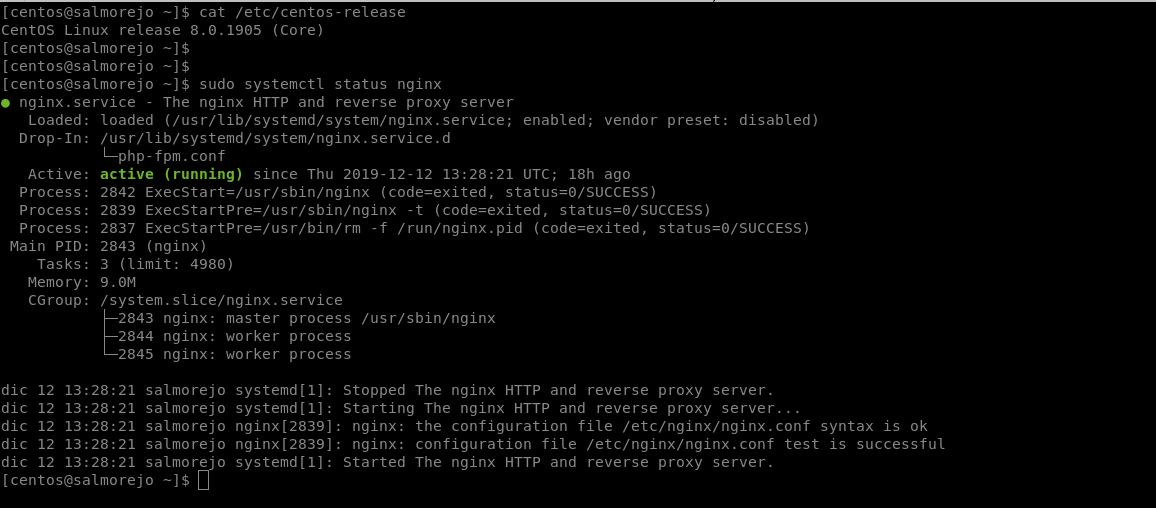 [centos@salmorejo ~]$ cat /etc/centos-release
CentOS Linux release 8.0.1905 (Core)
[centos@salmorejo ~]$
[centos@salmorejo ~]$
[centos@salmorejo ~]$ sudo systemctl status nginx
● nginx.service - The nginx HTTP and reverse proxy server
   Loaded: loaded (/usr/lib/systemd/system/nginx.service; enabled; vendor preset: disabled)
  Drop-In: /usr/lib/systemd/system/nginx.service.d
           └─php-fpm.conf
   Active: active (running) since Thu 2019-12-12 13:28:21 UTC; 18h ago
  Process: 2842 ExecStart=/usr/sbin/nginx (code=exited, status=0/SUCCESS)
  Process: 2839 ExecStartPre=/usr/sbin/nginx -t (code=exited, status=0/SUCCESS)
  Process: 2837 ExecStartPre=/usr/bin/rm -f /run/nginx.pid (code=exited, status=0/SUCCESS)
 Main PID: 2843 (nginx)
    Tasks: 3 (limit: 4980)
   Memory: 9.0M
   CGroup: /system.slice/nginx.service
           ├─2843 nginx: master process /usr/sbin/nginx
           ├─2844 nginx: worker process
           └─2845 nginx: worker process
dic 12 13:28:21 salmorejo systemd[1]: Stopped The nginx HTTP and reverse proxy server.
dic 12 13:28:21 salmorejo systemd[1]: Starting The nginx HTTP and reverse proxy server...
dic 12 13:28:21 salmorejo nginx[2839]: nginx: the configuration file /etc/nginx/nginx.conf syntax is ok
dic 12 13:28:21 salmorejo nginx[2839]: nginx: configuration file /etc/nginx/nginx.conf test is successful
dic 12 13:28:21 salmorejo systemd[1]: Started The nginx HTTP and reverse proxy server.
[centos@salmorejo ~]$